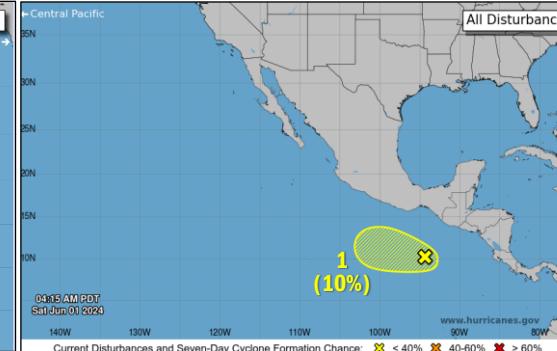 ←Central Pacific
All Disturbanc
35N
30N
25N
20N
15N
10N
1
(10%)
04:15 AM PDT
Sat Jun 01 2024
www.hurricanes.gov
140W 130W 120W 110W 100W 90W 80W
Current Disturbances and Seven-Day Cyclone Formation Chance: < 40% 40-60% > 60%